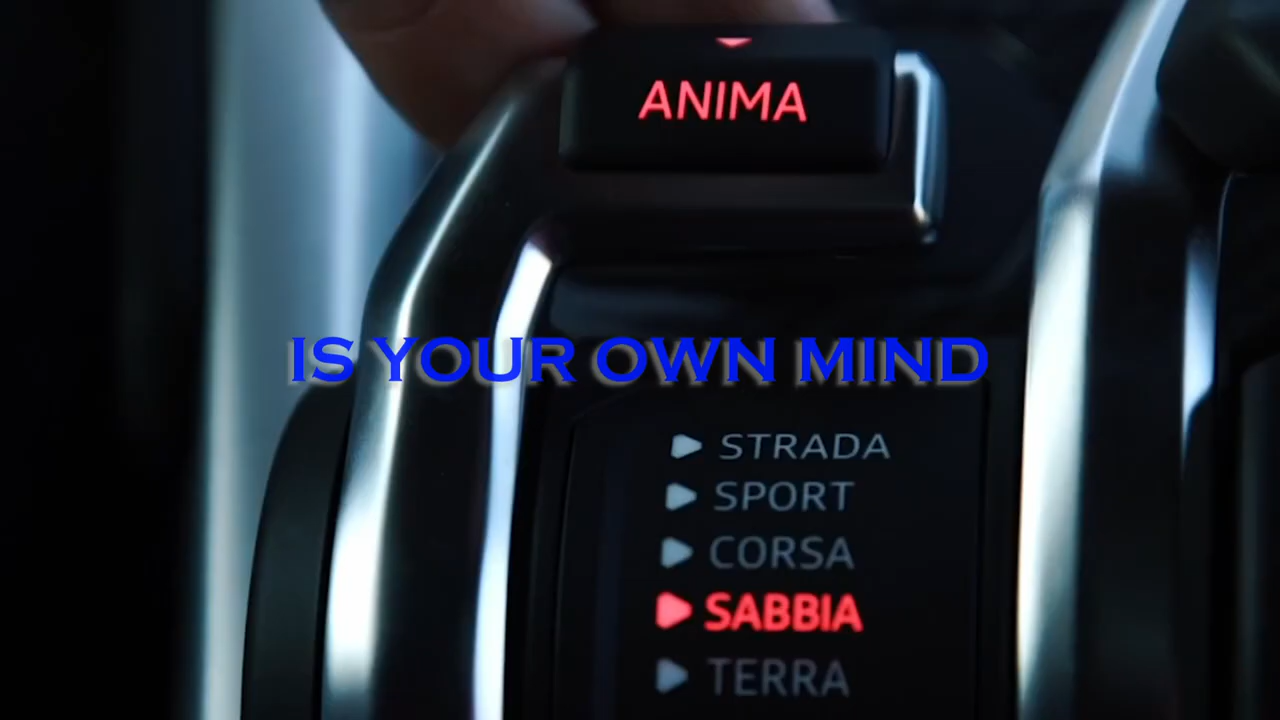 ANIMA
IS YOUR OWN MIND
STRADA
SPORT
CORSA
SABBIA
TERRA